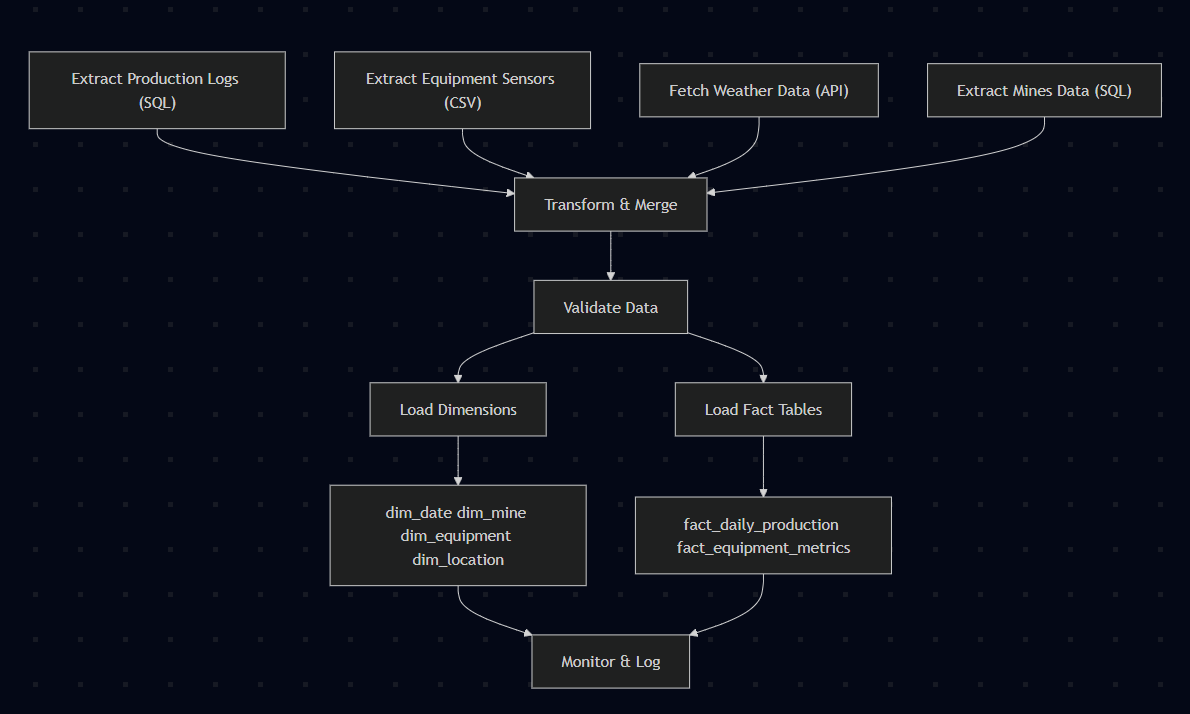 Extract Production Logs
(SQL)
Extract Equipment Sensors
(CSV)
Fetch Weather Data (API)
Extract Mines Data (SQL)
Transform & Merge
Validate Data
Load Dimensions
Load Fact Tables
dim_date dim_mine
dim_equipment
dim_location
fact_daily_production
fact_equipment_metrics
Monitor & Log